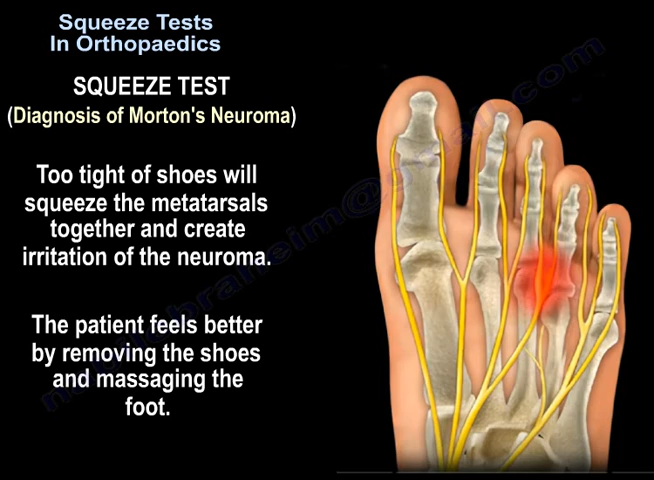 Squeeze Tests
In Orthopaedics
SQUEEZE TEST
(Diagnosis of Morton's Neuroma)
Too tight of shoes will
squeeze the metatarsals
together and create
irritation of the neuroma.
The patient feels better
by removing the shoes
and massaging the
foot.